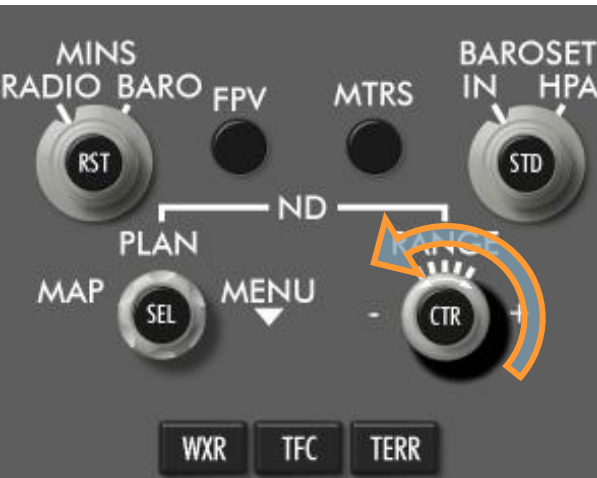 MINS
RADIO BARO
FPV
MTRS
BAROSET
IN HPA
RST
STD
ND
PLAN
RANGE
MAP
SEL
MENU
-
CTR
+
WXR
TFC
TERR